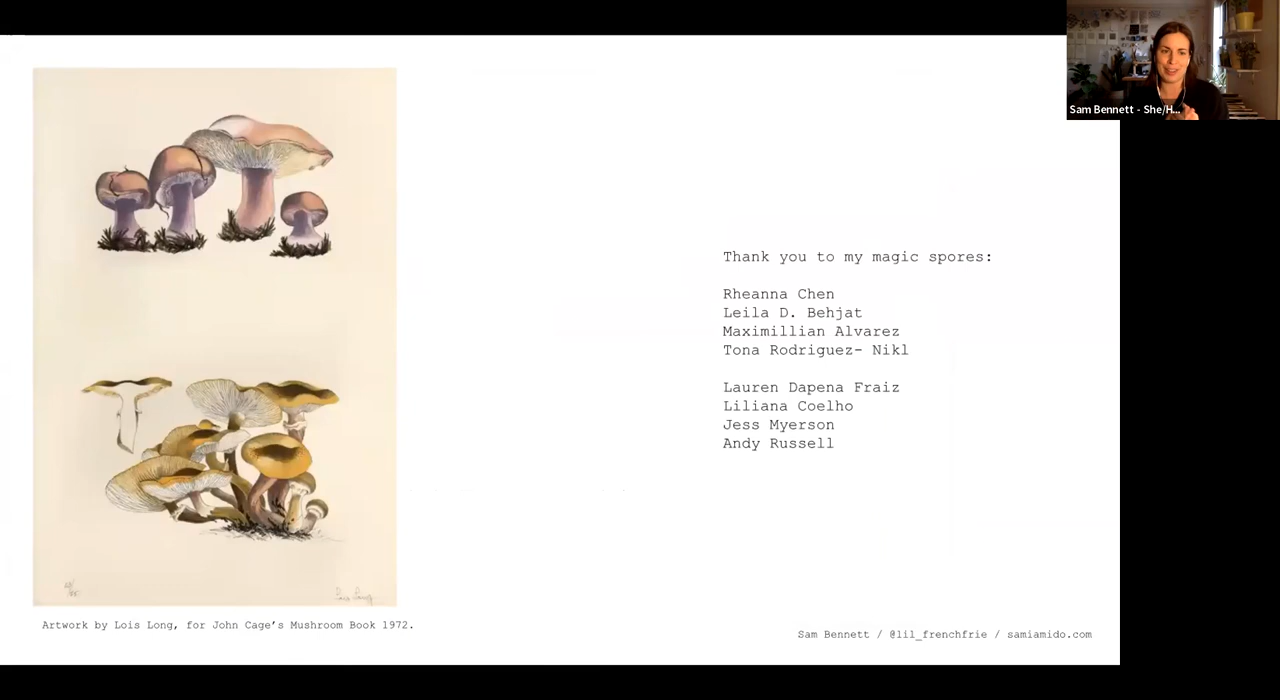 Sam Bennett - She/H...
Thank you to my magic spores:
Rheanna Chen
Leila D. Behjat
Maximillian Alvarez
Tona Rodriguez- Nikl
Lauren Dapena Fraiz
Liliana Coelho
Jess Myerson
Andy Russell
Lois Long
Artwork by Lois Long, for John Cage's Mushroom Book 1972.
Sam Bennett / @lil_frenchfrie / samiamido.com